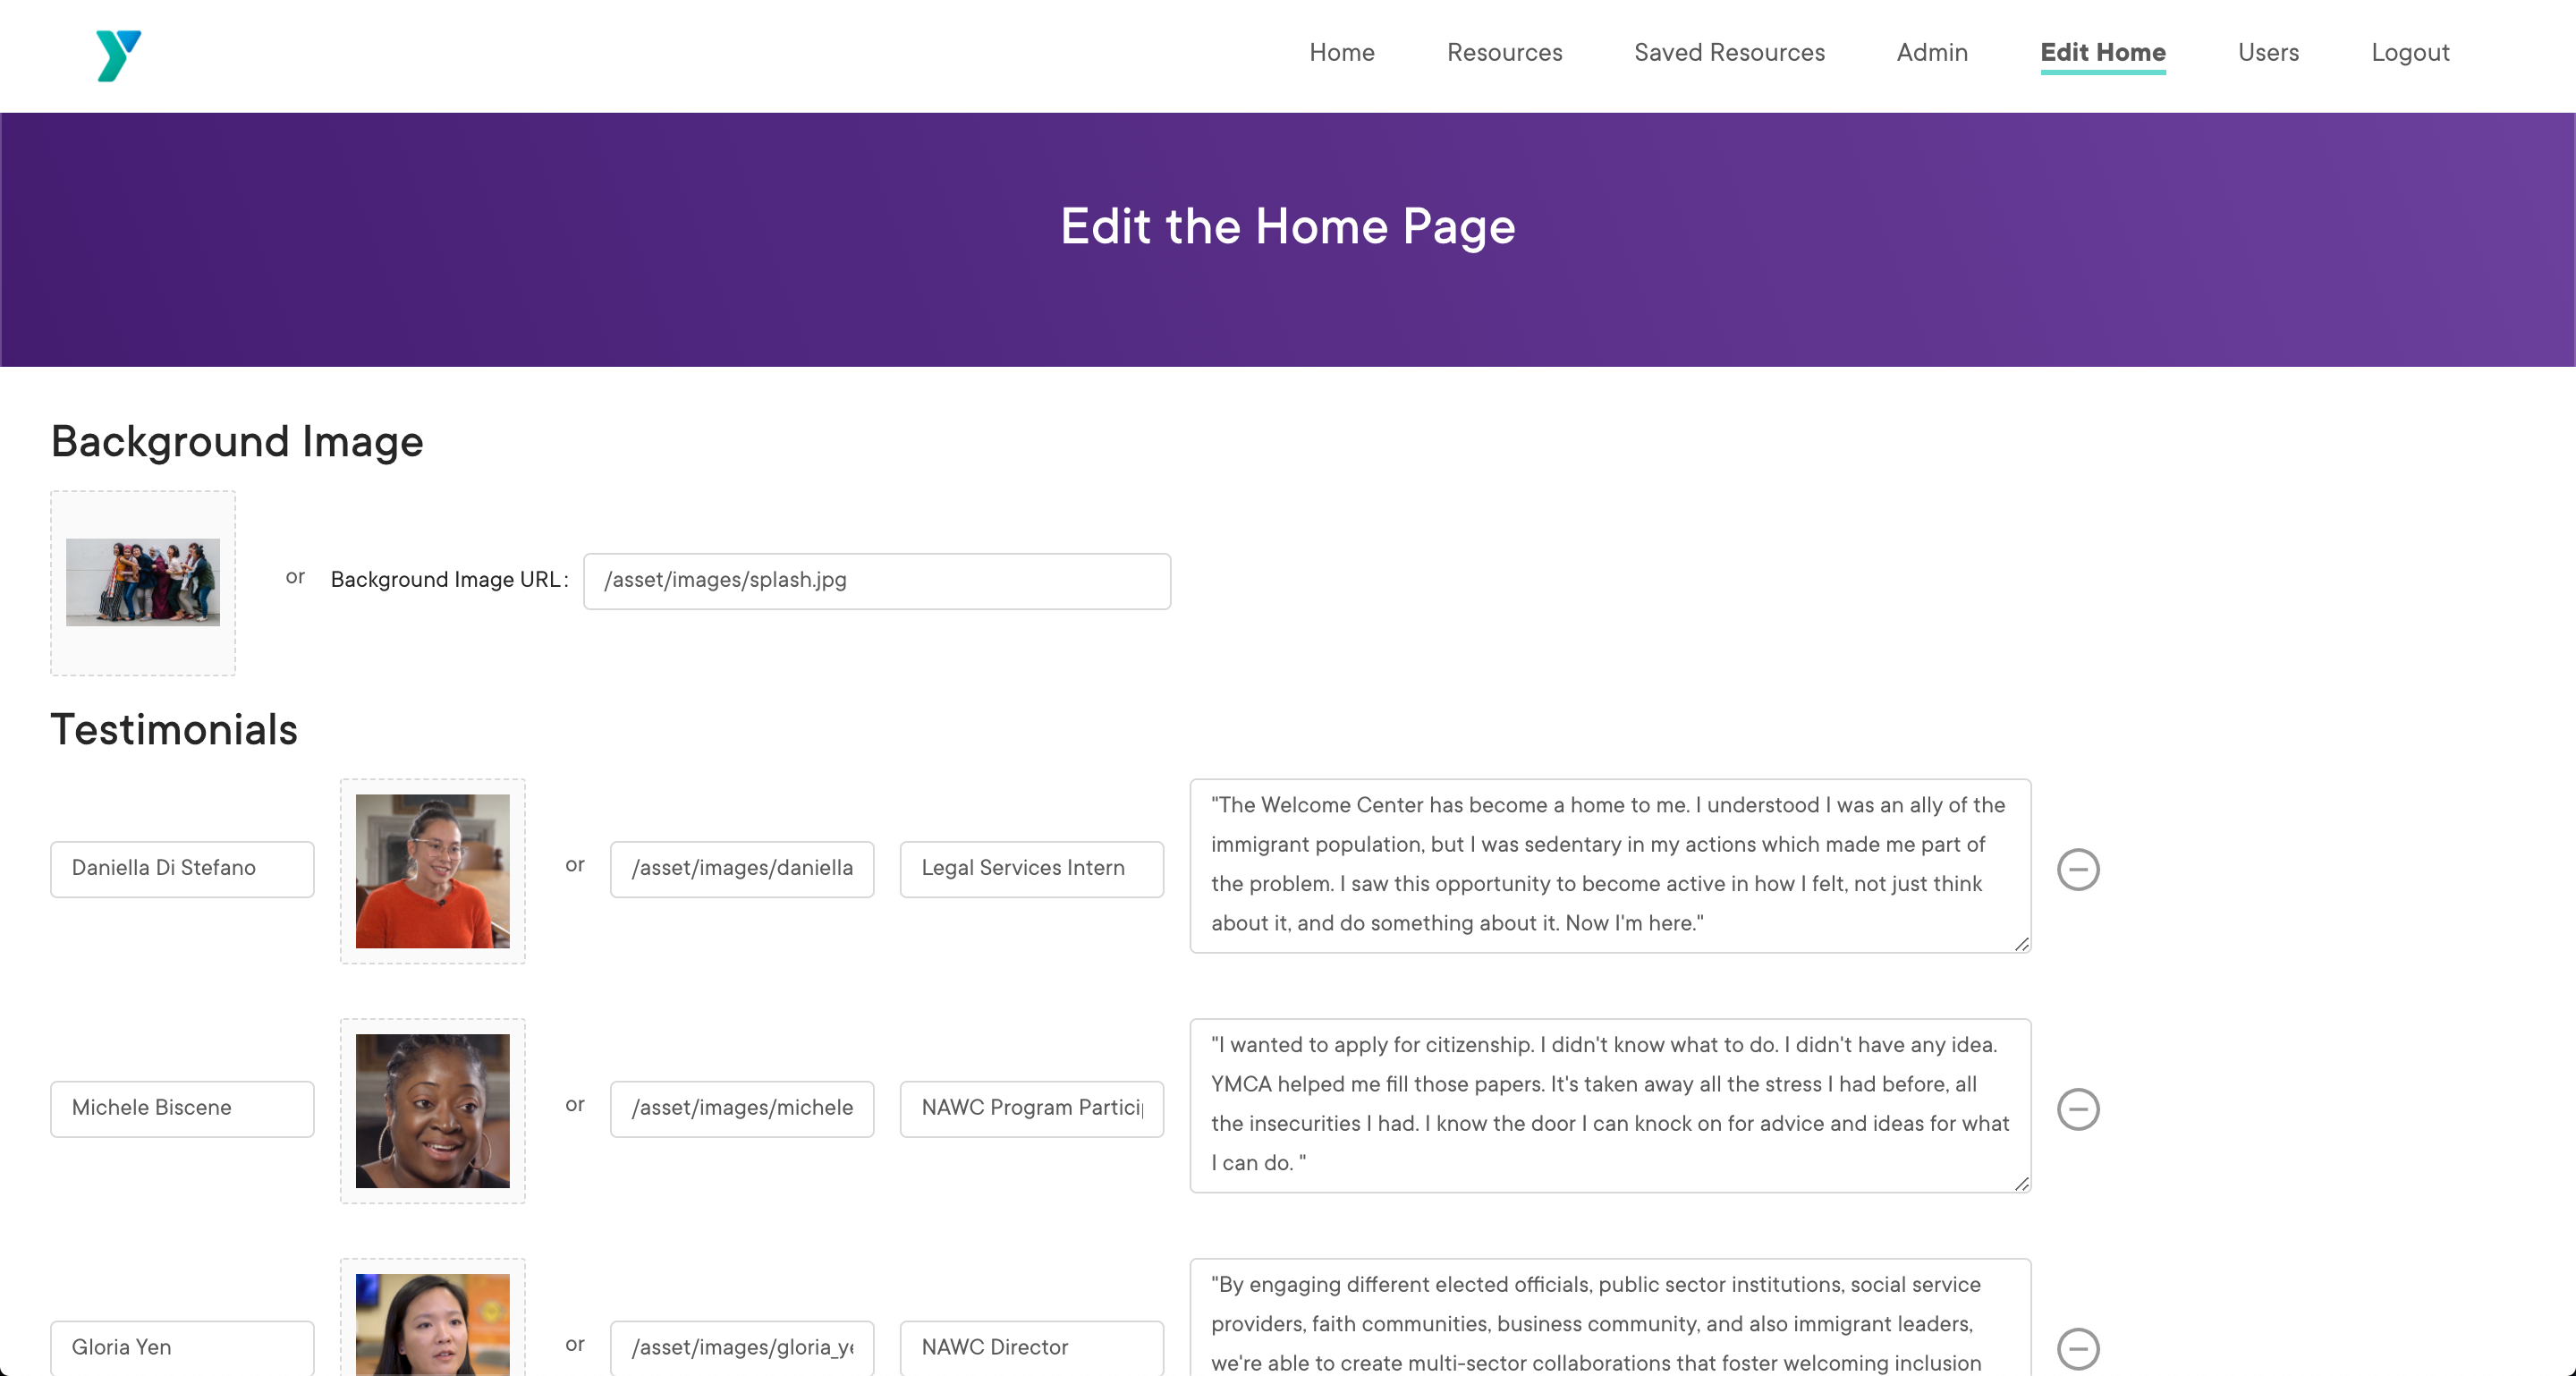 Home Resources Saved Resources Admin Edit Home Users Logout
Edit the Home Page
Background Image
or Background Image URL: /asset/images/splash.jpg
Testimonials
Daniella Di Stefano or /asset/images/daniella Legal Services Intern
"The Welcome Center has become a home to me. I understood I was an ally of the
immigrant population, but I was sedentary in my actions which made me part of
the problem. I saw this opportunity to become active in how I felt, not just think
about it, and do something about it. Now I'm here."
Michele Biscene or /asset/images/michele NAWC Program
"I wanted to apply for citizenship. I didn't know what to do. I didn't have any idea.
YMCA helped me fill those papers. It's taken away all the stress I had before, all
the insecurities I had. I know the door I can knock on for advice and ideas for what
I can do. "
Gloria Yen or /asset/images/gloria_y NAWC Director
"By engaging different elected officials, public sector institutions, social service
providers, faith communities, business community, and also immigrant leaders,
we're able to create multi-sector collaborations that foster welcoming inclusion